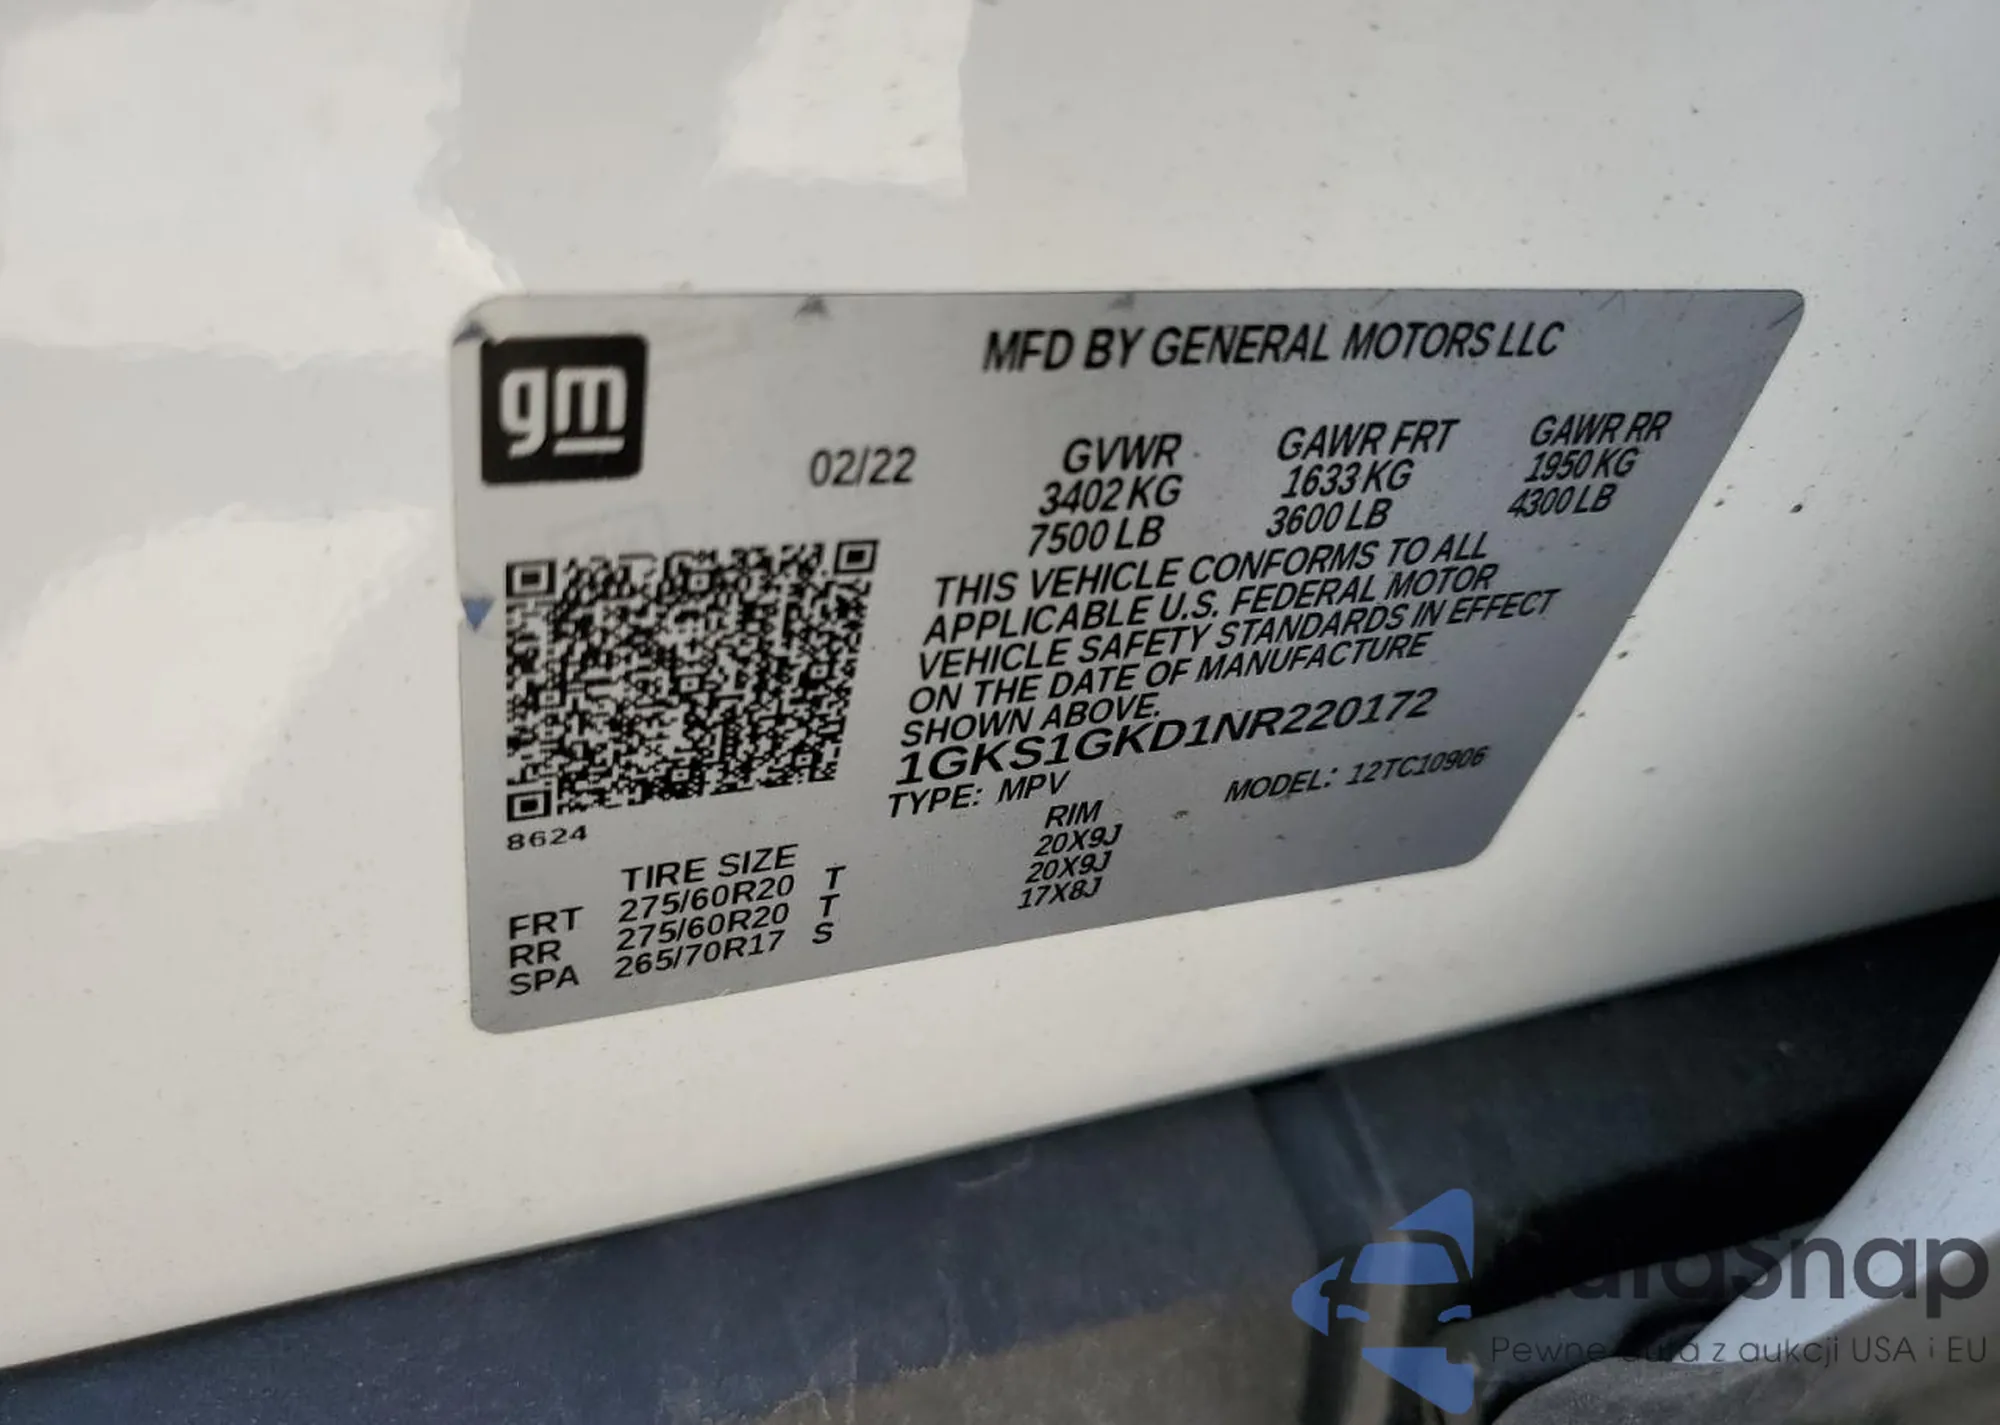 gm
MFD BY GENERAL MOTORS LLC
02/22
GVWR
3402 KG
7500 LB
GAWR FRT
1633 KG
3600 LB
GAWR RR
1950 KG
4300 LB
THIS VEHICLE CONFORMS TO ALL
APPLICABLE U.S. FEDERAL MOTOR
VEHICLE SAFETY STANDARDS IN EFFECT
ON THE DATE OF MANUFACTURE
SHOWN ABOVE.
1GKS1GKD1NR220172
TYPE: MPV
MODEL: 12TC10906
8624
TIRE SIZE
RIM
FRT 275/60R20 T 20X9J
RR 275/60R20 T 20X9J
SPA 265/70R17 S 17X8J
Pewne auta z aukcji USA i EU